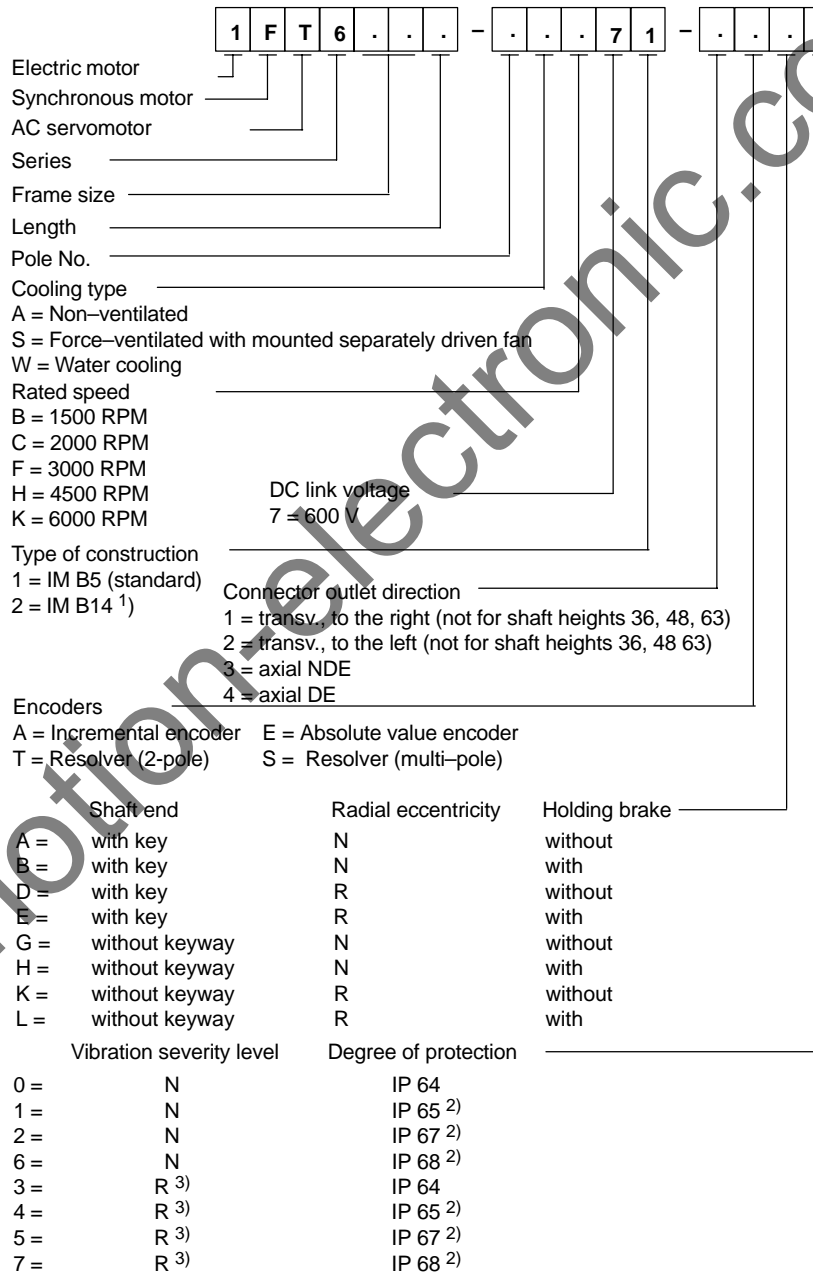 1 F T 6 . . . – . . . 7 1 – . . .
Electric motor
Synchronous motor
AC servomotor
Series
Frame size
Length
Pole No.
Cooling type
A = Non–ventilated
S = Force–ventilated with mounted separately driven fan
W = Water cooling
Rated speed
B = 1500 RPM
C = 2000 RPM
F = 3000 RPM
H = 4500 RPM
K = 6000 RPM
DC link voltage
7 = 600 V
Type of construction
1 = IM B5 (standard)
2 = IM B14 1)
Connector outlet direction
1 = transv., to the right (not for shaft heights 36, 48, 63)
2 = transv., to the left (not for shaft heights 36, 48 63)
3 = axial NDE
4 = axial DE
Encoders
A = Incremental encoder E = Absolute value encoder
T = Resolver (2-pole) S = Resolver (multi–pole)
Shaft end Radial eccentricity Holding brake
A = with key N without
B = with key N with
D = with key R without
E = with key R with
G = without keyway N without
H = without keyway N with
K = without keyway R without
L = without keyway R with
Vibration severity level Degree of protection
0 = N IP 64
1 = N IP 65 2)
2 = N IP 67 2)
6 = N IP 68 2)
3 = R 3) IP 64
4 = R 3) IP 65 2)
5 = R 3) IP 67 2)
7 = R 3) IP 68 2)
otion-electronic.co